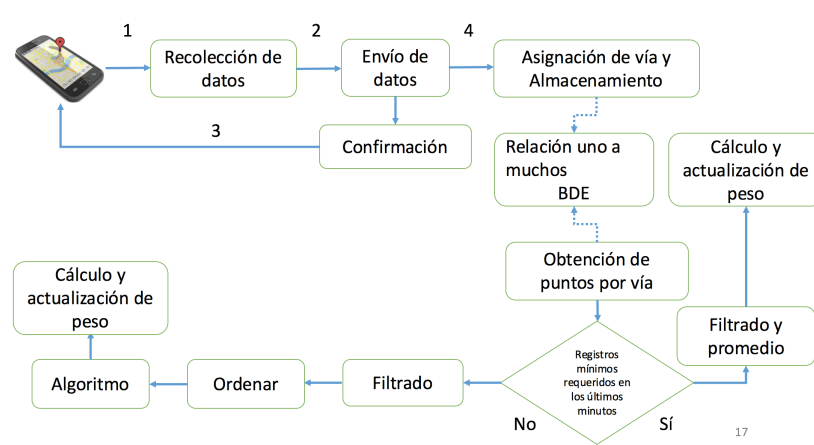 1
2
4
Recolección de
datos
Envío de
datos
Asignación de vía y
Almacenamiento
3
Confirmación
Relación uno a
muchos
BDE
Cálculo y
actualización de
peso
Obtención de
puntos por vía
Cálculo y
actualización de
peso
Filtrado y
promedio
Registros
mínimos
requeridos en
los últimos
minutos
Algoritmo
Ordenar
Filtrado
No
Sí
17